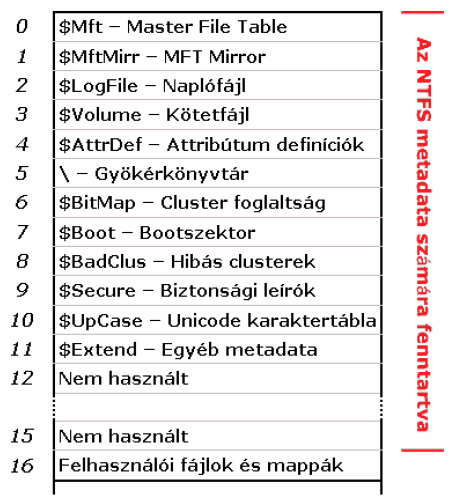 0 $Mft – Master File Table
1 $MftMirr – MFT Mirror
2 $LogFile – Naplófájl
3 $Volume – Kötetfájl
4 $AttrDef – Attribútum definíciók
5 \ – Gyökérkönyvtár
6 $BitMap – Cluster foglaltság
7 $Boot – Bootszektor
8 $BadClus – Hibás clusterek
9 $Secure – Biztonsági leírók
10 $UpCase – Unicode karaktertábla
11 $Extend – Egyéb metadata
12 Nem használt
15 Nem használt
16 Felhasználói fájlok és mappák
Az NTFS metadata számára fenntartva